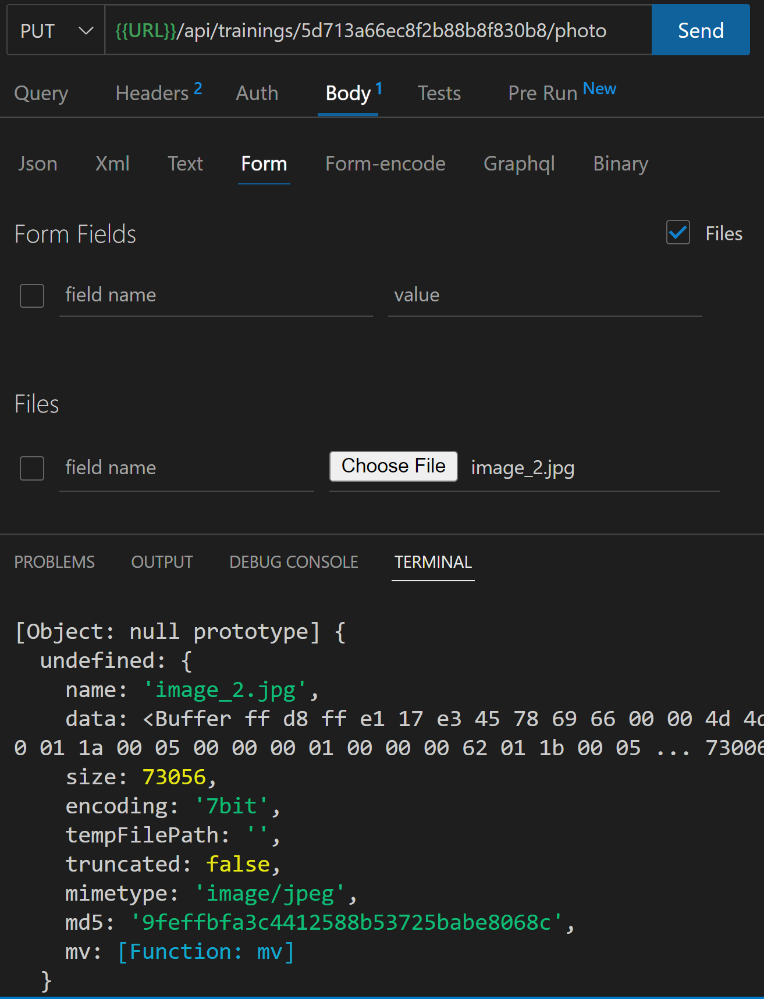 PUT {{URL}}/api/trainings/5d713a66ec8f2b88b8f830b8/photo Send
Query Headers 2 Auth Body 1 Tests Pre Run New
Json Xml Text Form Form-encode Graphql Binary
Form Fields Files
field name value
Files
field name Choose File image_2.jpg
PROBLEMS OUTPUT DEBUG CONSOLE TERMINAL
[Object: null prototype] {
undefined: {
name: 'image_2.jpg',
data: <Buffer ff d8 ff e1 17 e3 45 78 69 66 00 00 4d 4d
0 01 1a 00 05 00 00 00 01 00 00 00 62 01 1b 00 05 ... 73006
size: 73056,
encoding: '7bit',
tempFilePath: '',
truncated: false,
mimetype: 'image/jpeg',
md5: '9feffbfa3c4412588b53725babe8068c',
mv: [Function: mv]
}